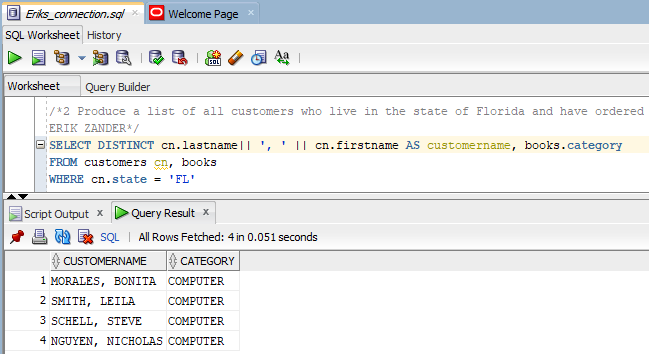 Eriks_connection.sql × Welcome Page ×
SQL Worksheet History
Worksheet Query Builder
/*2 Produce a list of all customers who live in the state of Florida and have ordered
ERIK ZANDER*/
SELECT DISTINCT cn.lastname|| ', ' || cn.firstname AS customername, books.category
FROM customers cn, books
WHERE cn.state = 'FL'
Script Output × Query Result ×
SQL | All Rows Fetched: 4 in 0.051 seconds
CUSTOMERNAME CATEGORY
1 MORALES, BONITA COMPUTER
2 SMITH, LEILA COMPUTER
3 SCHELL, STEVE COMPUTER
4 NGUYEN, NICHOLAS COMPUTER